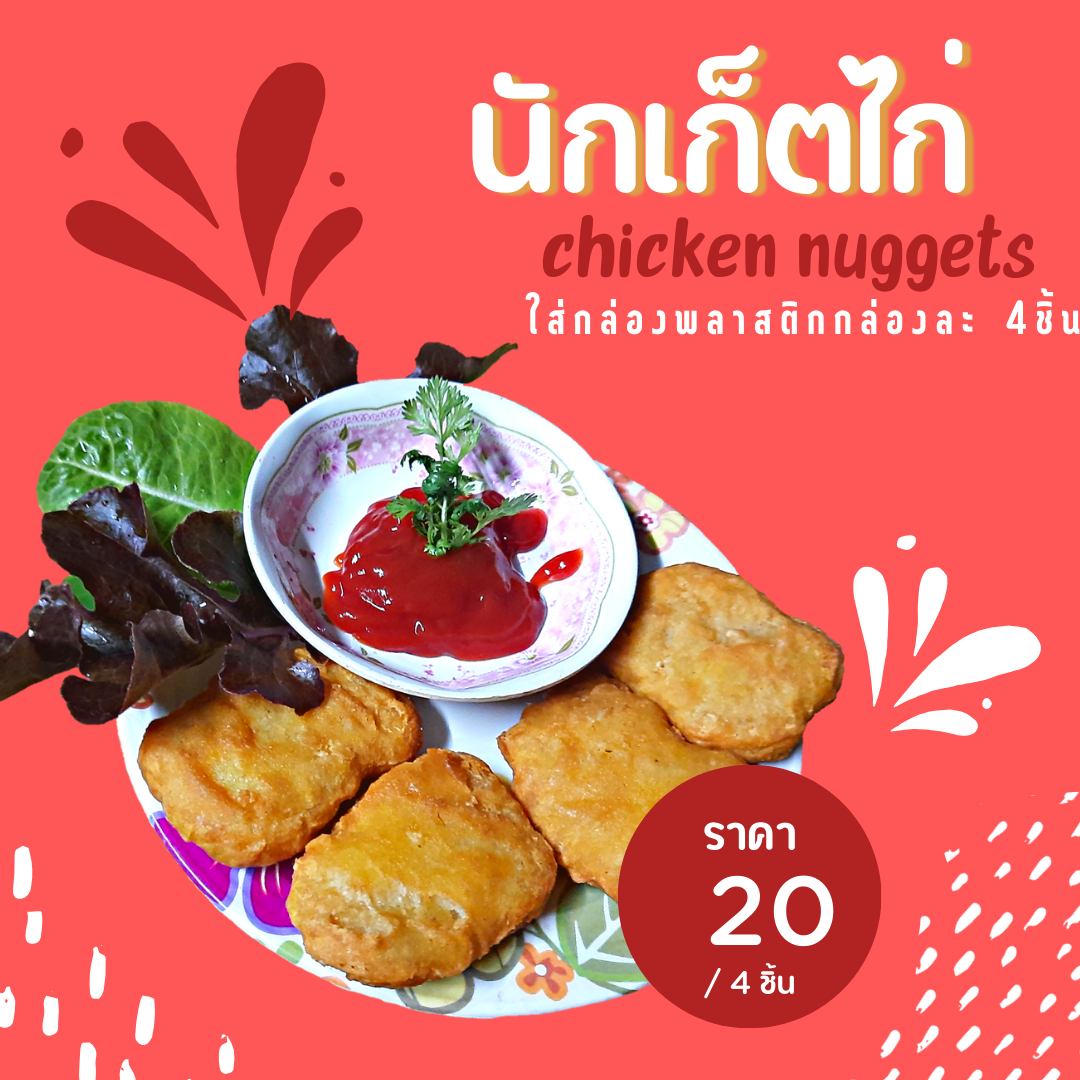 นักเก็ตไก่
chicken nuggets
ใส่กล่องพลาสติกกล่องละ 4ชิ้น
ราคา
20
/ 4 ชิ้น